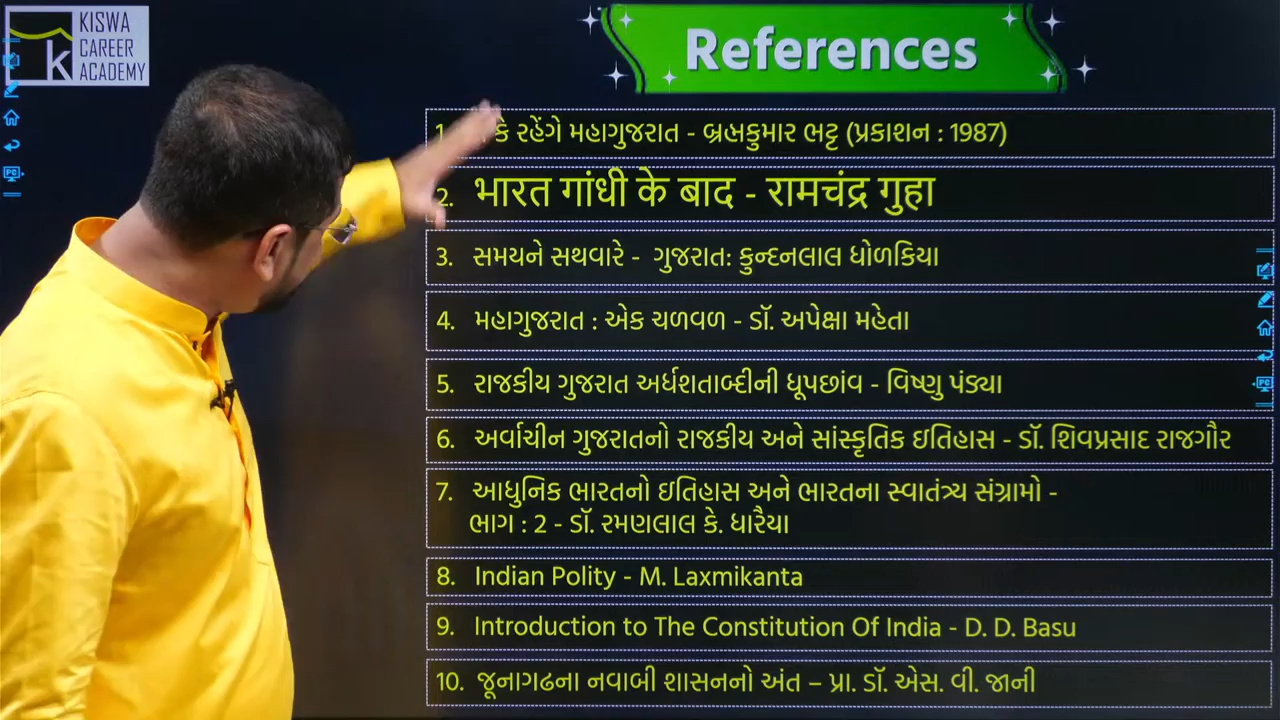 KISWA
CAREER
ACADEMY
k
References
1. કે રહેંગે મહાગુજરાત - બ્રહ્મકુમાર ભટ્ટ (પ્રકાશન : 1987)
2. भारत गांधी के बाद - रामचंद्र गुहा
3. સમયને સથવારે - ગુજરાત: કુન્દનલાલ ધોળકિયા
4. મહાગુજરાત : એક ચળવળ - ડૉ. અપેક્ષા મહેતા
5. રાજકીય ગુજરાત અર્ધશતાબ્દીની ધૂપછાંવ - વિષ્ણુ પંડ્યા
6. અર્વાચીન ગુજરાતનો રાજકીય અને સાંસ્કૃતિક ઇતિહાસ - ડૉ. શિવપ્રસાદ રાજગૌર
7. આધુનિક ભારતનો ઇતિહાસ અને ભારતના સ્વાતંત્ર્ય સંગ્રામો -
ભાગ : 2 - ડૉ. રમણલાલ કે. ધારૈયા
8. Indian Polity - M. Laxmikanta
9. Introduction to The Constitution Of India - D. D. Basu
10. જૂનાગઢના નવાબી શાસનનો અંત – પ્રા. ડૉ. એસ. વી. જાની
PC
PC